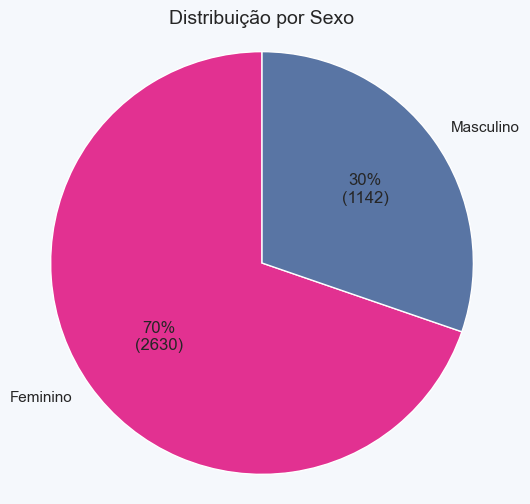 Distribuição por Sexo
Masculino
30%
(1142)
70%
(2630)
Feminino